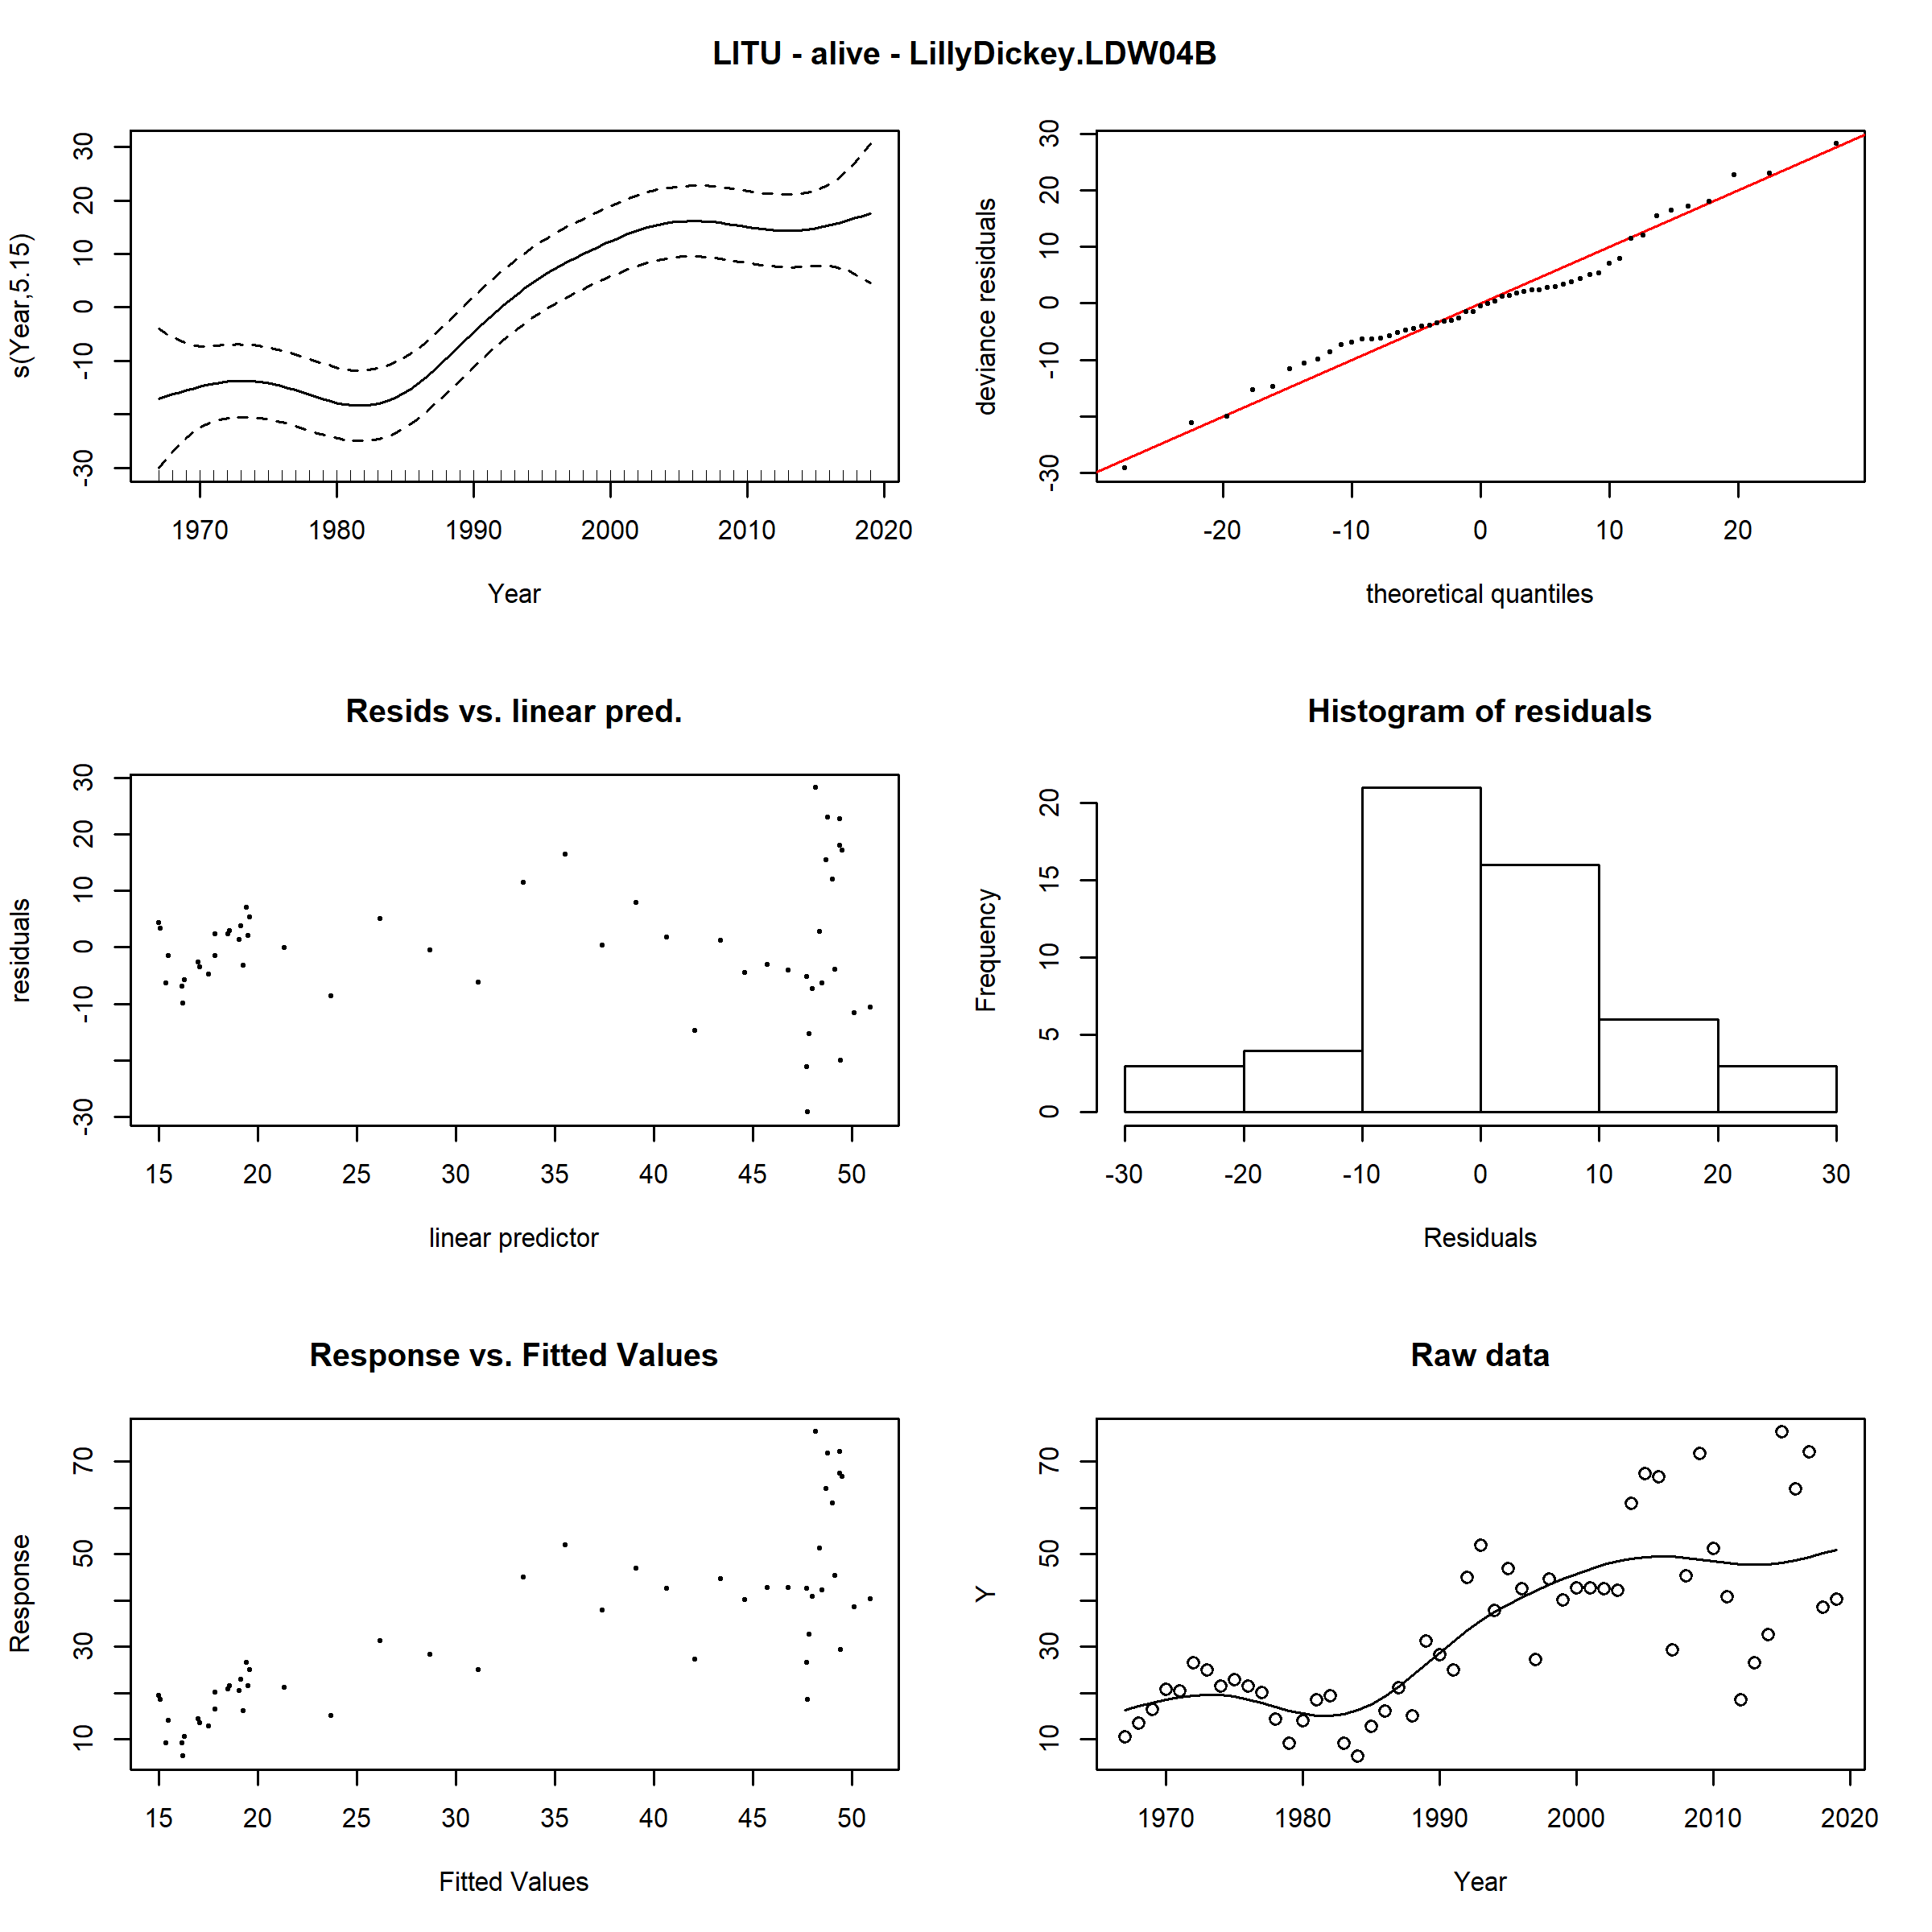 LITU - alive - LillyDickey.LDW04B
s(Year,5.15)
30
20
10
0
-10
-30
1970 1980 1990 2000 2010 2020
Year
deviance residuals
30
20
10
0
-10
-30
-20 -10 0 10 20
theoretical quantiles
Resids vs. linear pred.
residuals
30
20
10
0
-10
-30
15 20 25 30 35 40 45 50
linear predictor
Histogram of residuals
Frequency
20
15
10
5
0
-30 -20 -10 0 10 20 30
Residuals
Response vs. Fitted Values
Response
70
50
30
10
15 20 25 30 35 40 45 50
Fitted Values
Raw data
Y
70
50
30
10
1970 1980 1990 2000 2010 2020
Year